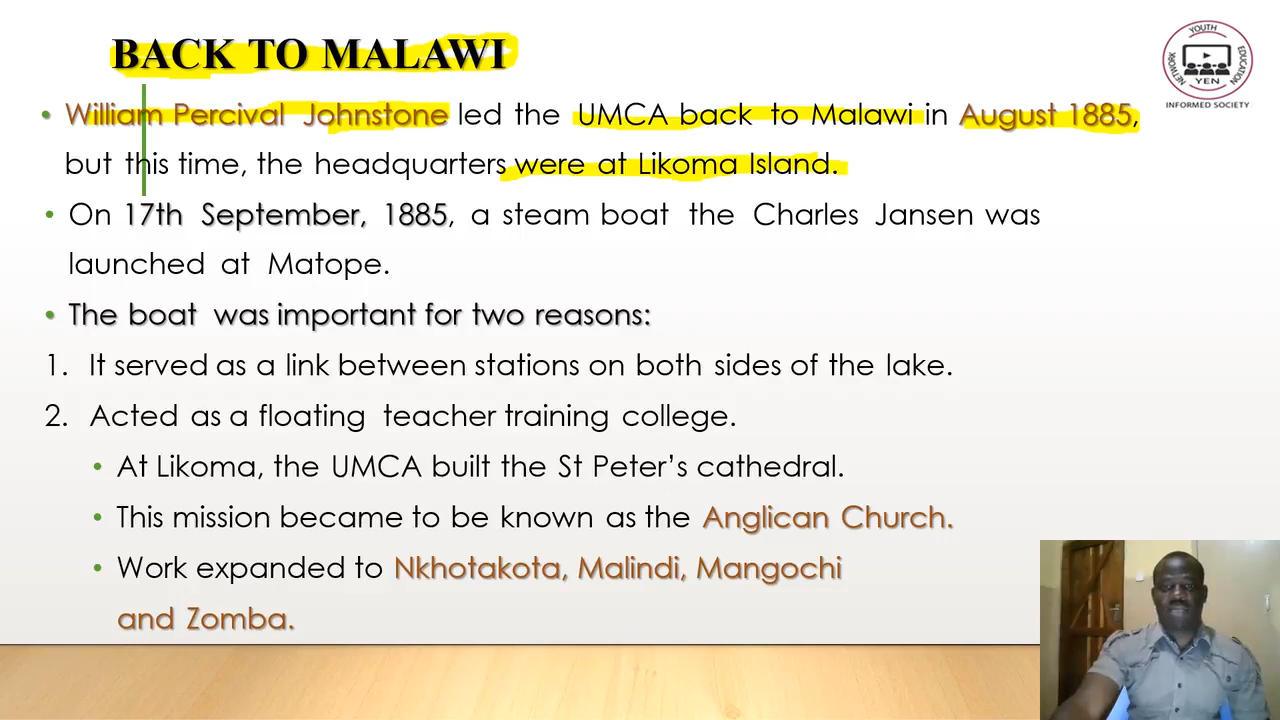 BACK TO MALAWI
YOUTH
EDUCATION
NETWORK
YEN
INFORMED SOCIETY
• William Percival Johnstone led the UMCA back to Malawi in August 1885,
but this time, the headquarters were at Likoma Island.
• On 17th September, 1885, a steam boat the Charles Jansen was
launched at Matope.
• The boat was important for two reasons:
1. It served as a link between stations on both sides of the lake.
2. Acted as a floating teacher training college.
• At Likoma, the UMCA built the St Peter’s cathedral.
• This mission became to be known as the Anglican Church.
• Work expanded to Nkhotakota, Malindi, Mangochi
and Zomba.